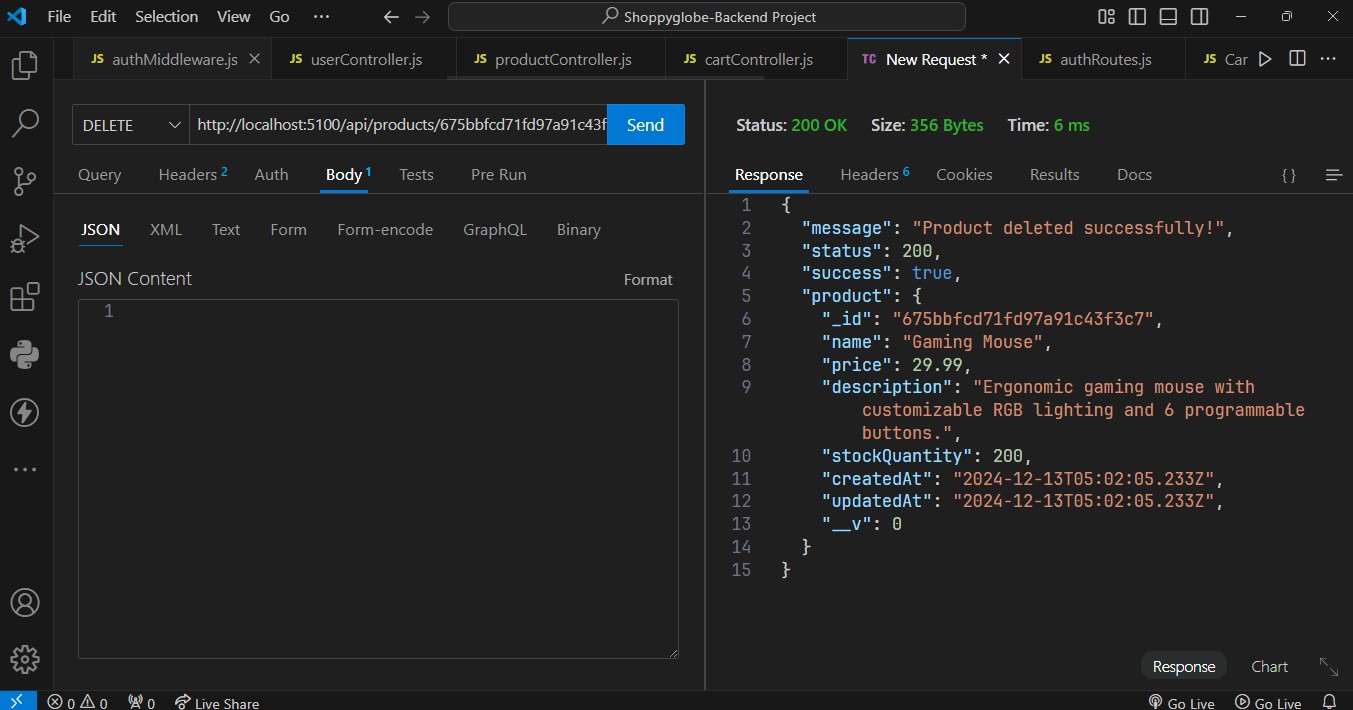 File Edit Selection View Go ··· Shoppyglobe-Backend Project
JS authMiddleware.js JS userController.js JS productController.js JS cartController.js TC New Request * JS authRoutes.js JS Car
DELETE http://localhost:5100/api/products/675bbfcd71fd97a91c43f Send
Query Headers 2 Auth Body 1 Tests Pre Run
JSON XML Text Form Form-encode GraphQL Binary
JSON Content Format
1
Status: 200 OK Size: 356 Bytes Time: 6 ms
Response Headers 6 Cookies Results Docs { }
1 {
2 "message": "Product deleted successfully!",
3 "status": 200,
4 "success": true,
5 "product": {
6 "_id": "675bbfcd71fd97a91c43f3c7",
7 "name": "Gaming Mouse",
8 "price": 29.99,
9 "description": "Ergonomic gaming mouse with
customizable RGB lighting and 6 programmable
buttons.",
10 "stockQuantity": 200,
11 "createdAt": "2024-12-13T05:02:05.233Z",
12 "updatedAt": "2024-12-13T05:02:05.233Z",
13 "__v": 0
14 }
15 }
Response Chart
0 0 0 Live Share Go Live Go Live